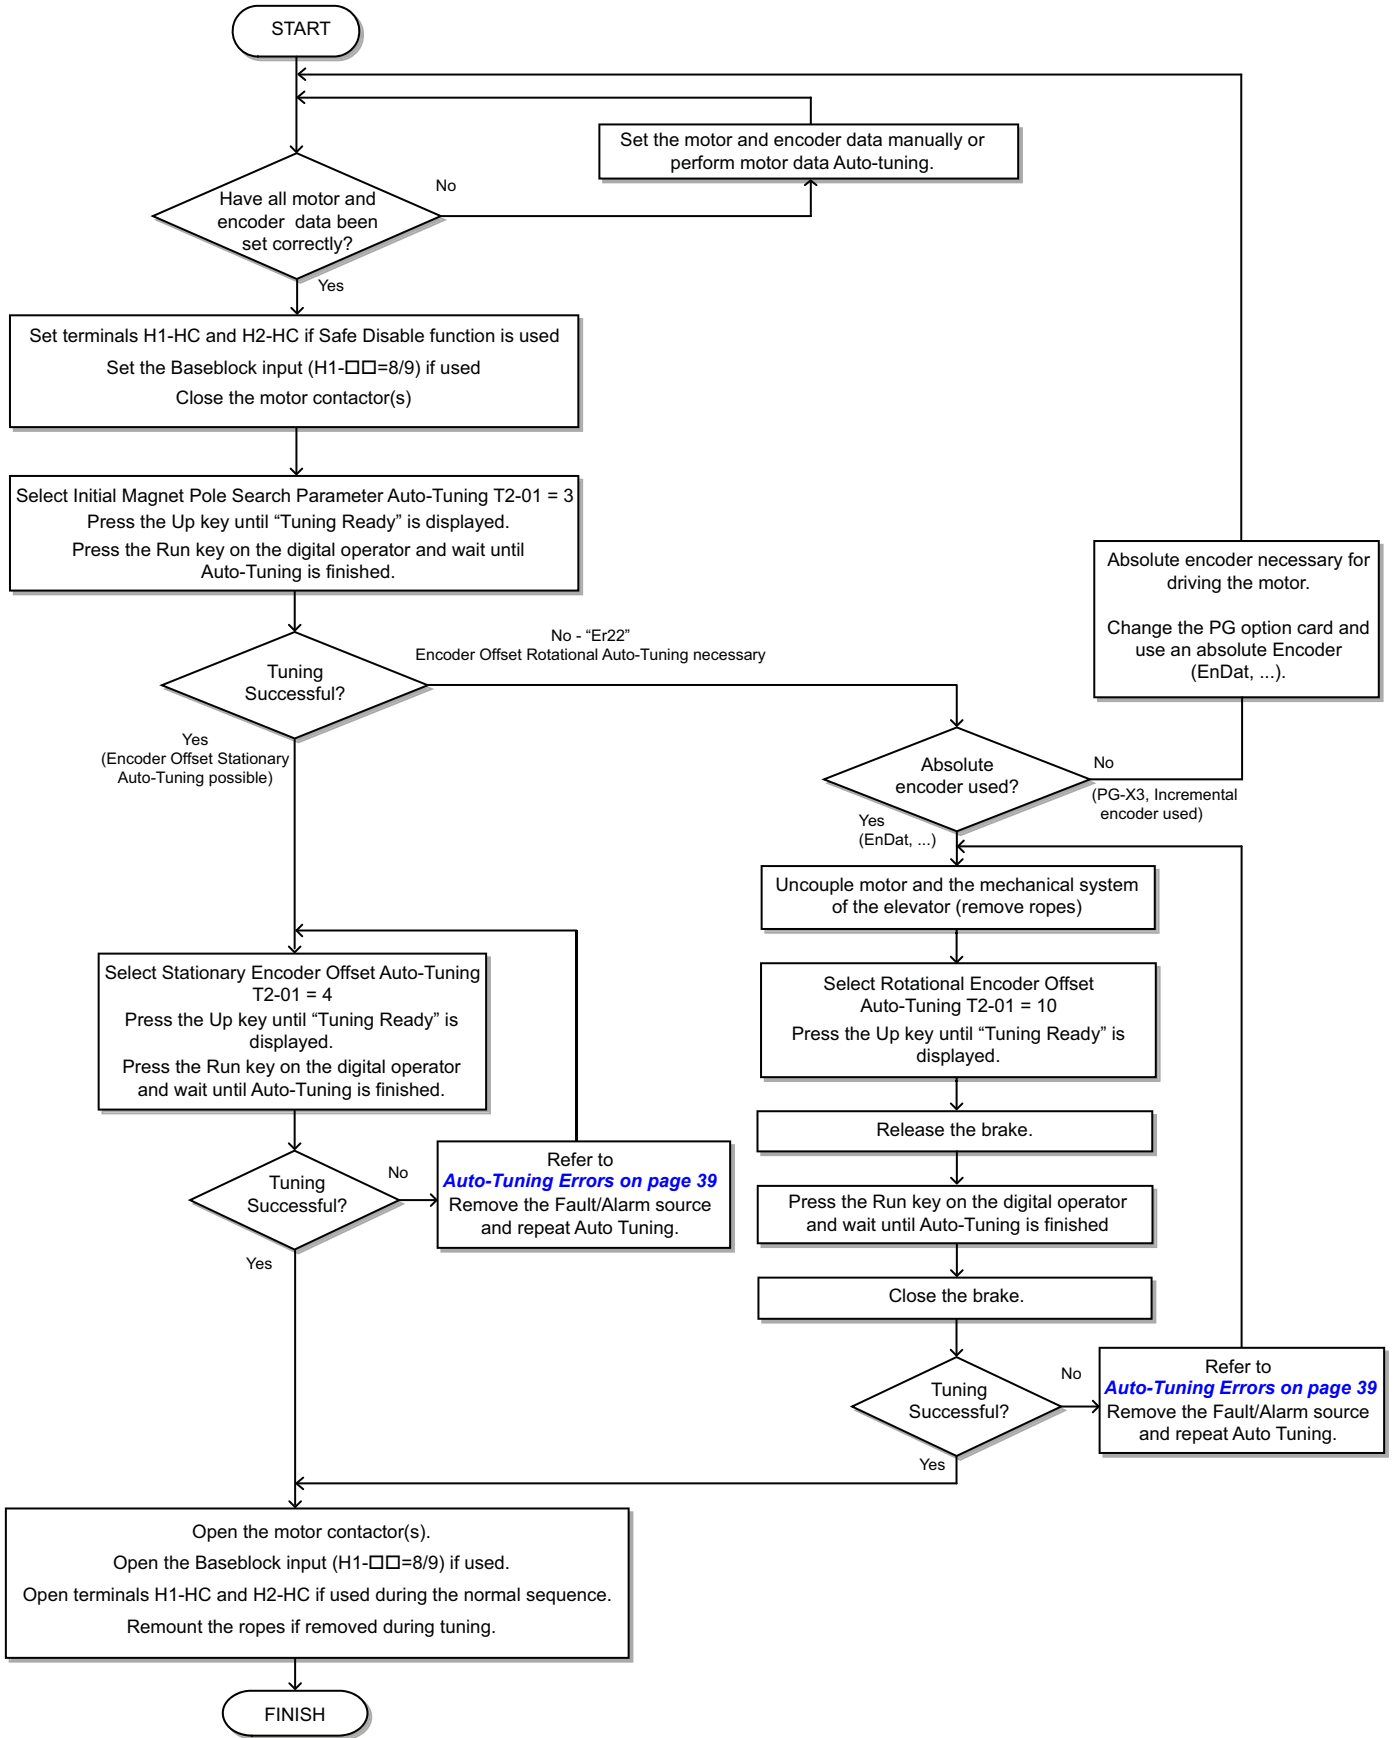 START
Set the motor and encoder data manually or
perform motor data Auto-tuning.
No
Have all motor and
encoder data been
set correctly?
Yes
Set terminals H1-HC and H2-HC if Safe Disable function is used
Set the Baseblock input (H1-□□=8/9) if used
Close the motor contactor(s)
Select Initial Magnet Pole Search Parameter Auto-Tuning T2-01 = 3
Press the Up key until “Tuning Ready” is displayed.
Press the Run key on the digital operator and wait until
Auto-Tuning is finished.
Absolute encoder necessary for
driving the motor.
Change the PG option card and
use an absolute Encoder
(EnDat, ...).
No - “Er22”
Encoder Offset Rotational Auto-Tuning necessary
Tuning
Successful?
Yes
(Encoder Offset Stationary
Auto-Tuning possible)
Absolute
encoder used?
No
(PG-X3, Incremental
encoder used)
Yes
(EnDat, ...)
Uncouple motor and the mechanical system
of the elevator (remove ropes)
Select Rotational Encoder Offset
Auto-Tuning T2-01 = 10
Press the Up key until “Tuning Ready” is
displayed.
Release the brake.
Press the Run key on the digital operator
and wait until Auto-Tuning is finished
Close the brake.
Tuning
Successful?
No
Refer to
Auto-Tuning Errors on page 39
Remove the Fault/Alarm source
and repeat Auto Tuning.
Yes
Select Stationary Encoder Offset Auto-Tuning
T2-01 = 4
Press the Up key until “Tuning Ready” is
displayed.
Press the Run key on the digital operator
and wait until Auto-Tuning is finished.
Tuning
Successful?
No
Refer to
Auto-Tuning Errors on page 39
Remove the Fault/Alarm source
and repeat Auto Tuning.
Yes
Open the motor contactor(s).
Open the Baseblock input (H1-□□=8/9) if used.
Open terminals H1-HC and H2-HC if used during the normal sequence.
Remount the ropes if removed during tuning.
FINISH